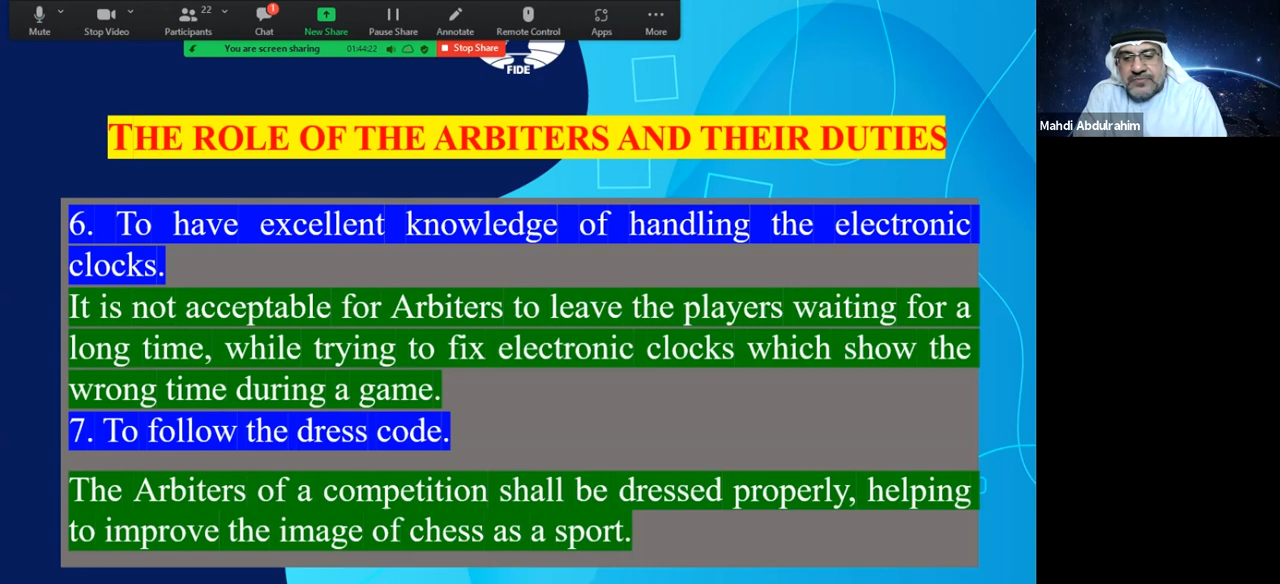 22
1
Mute
Stop Video
Participants
Chat
New Share
Pause Share
Annotate
Remote Control
Apps
More
You are screen sharing
01:44:22
Stop Share
FIDE
Mahdi Abdulrahim
THE ROLE OF THE ARBITERS AND THEIR DUTIES
6. To have excellent knowledge of handling the electronic
clocks.
It is not acceptable for Arbiters to leave the players waiting for a
long time, while trying to fix electronic clocks which show the
wrong time during a game.
7. To follow the dress code.
The Arbiters of a competition shall be dressed properly, helping
to improve the image of chess as a sport.